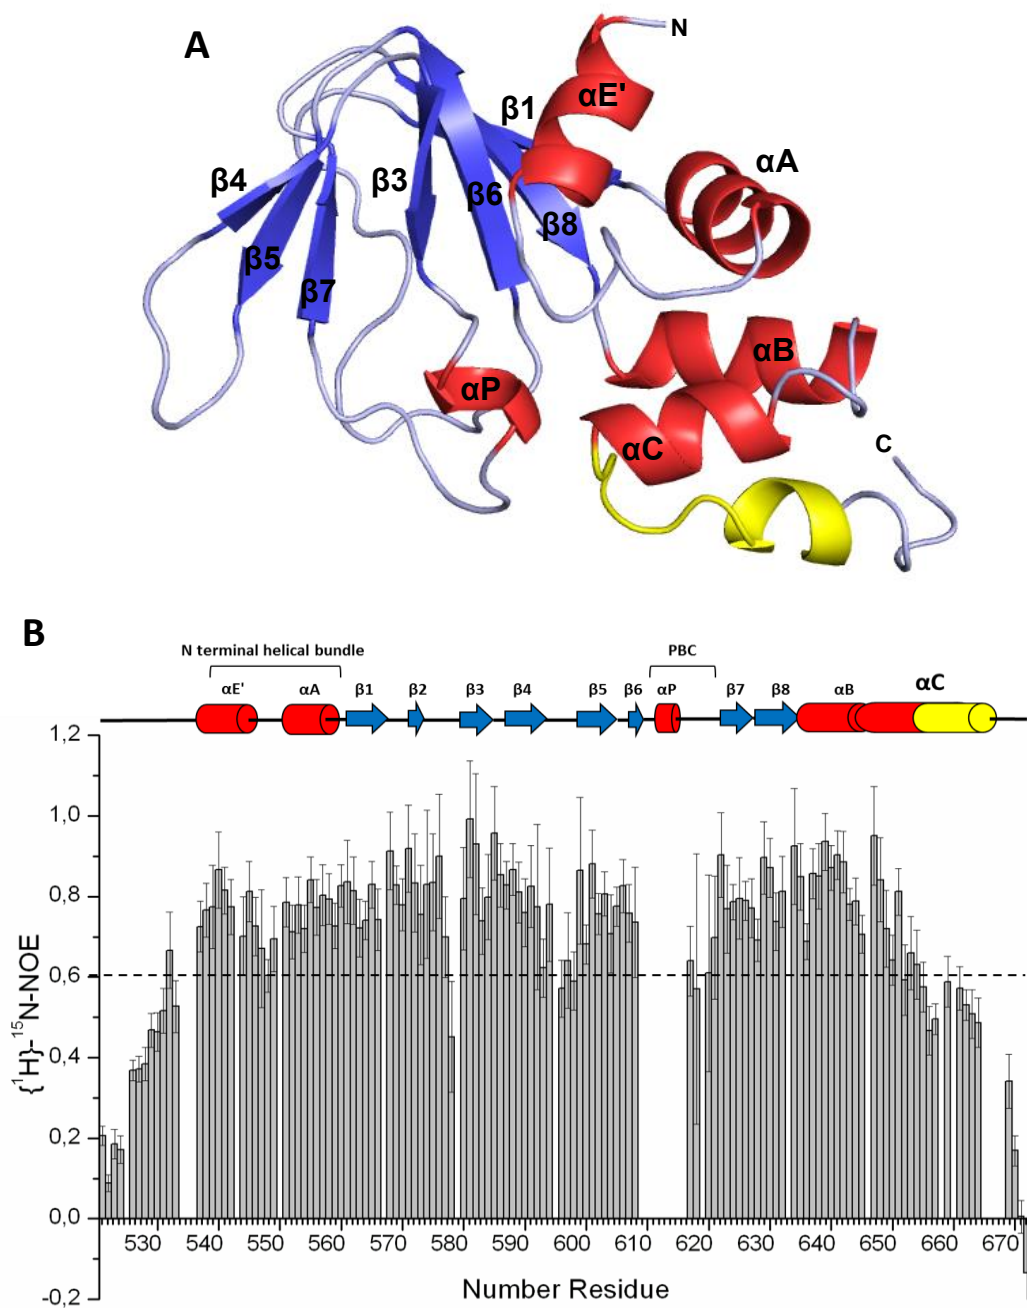 A
N
αE'
β1
αA
β4
β3
β6
β8
β5
β7
αB
αP
αC
C
B
N terminal helical bundle
PBC
αE'
αA
β1
β2
β3
β4
β5
β6
αP
β7
β8
αB
αC
1,2
1,0
0,8
0,6
0,4
0,2
0,0
-0,2
{¹H}-¹⁵N-NOE
530 540 550 560 570 580 590 600 610 620 630 640 650 660 670
Number Residue